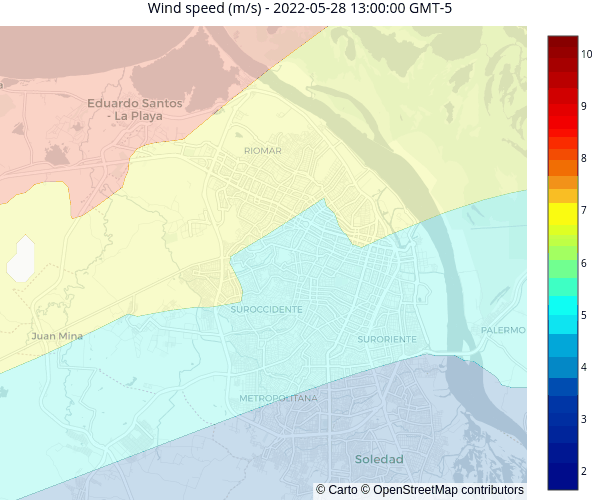 Wind speed (m/s) - 2022-05-28 13:00:00 GMT-5
Eduardo Santos
- La Playa
RIOMAR
SUROCCIDENTE
Juan Mina
SURORIENTE
PALERMO
METROPOLITANA
Soledad
10
9
8
7
6
5
4
3
2
© Carto © OpenStreetMap contributors